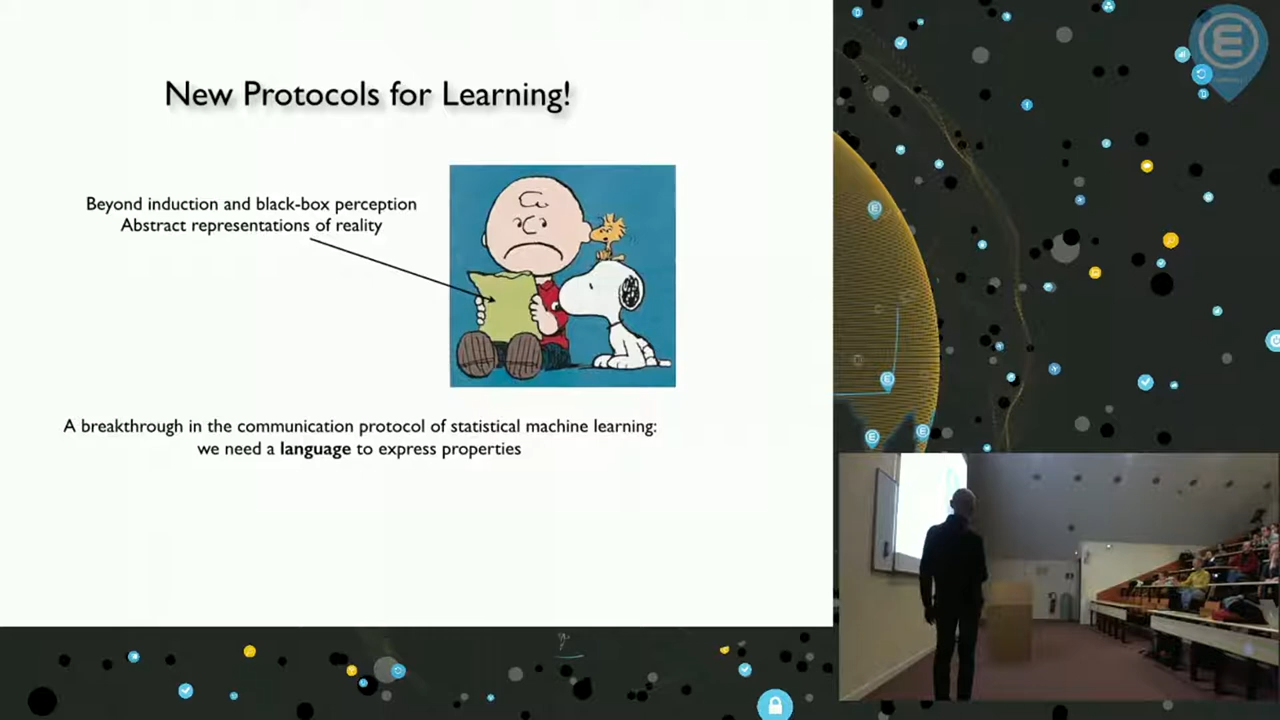 New Protocols for Learning!
Beyond induction and black-box perception
Abstract representations of reality
A breakthrough in the communication protocol of statistical machine learning:
we need a language to express properties